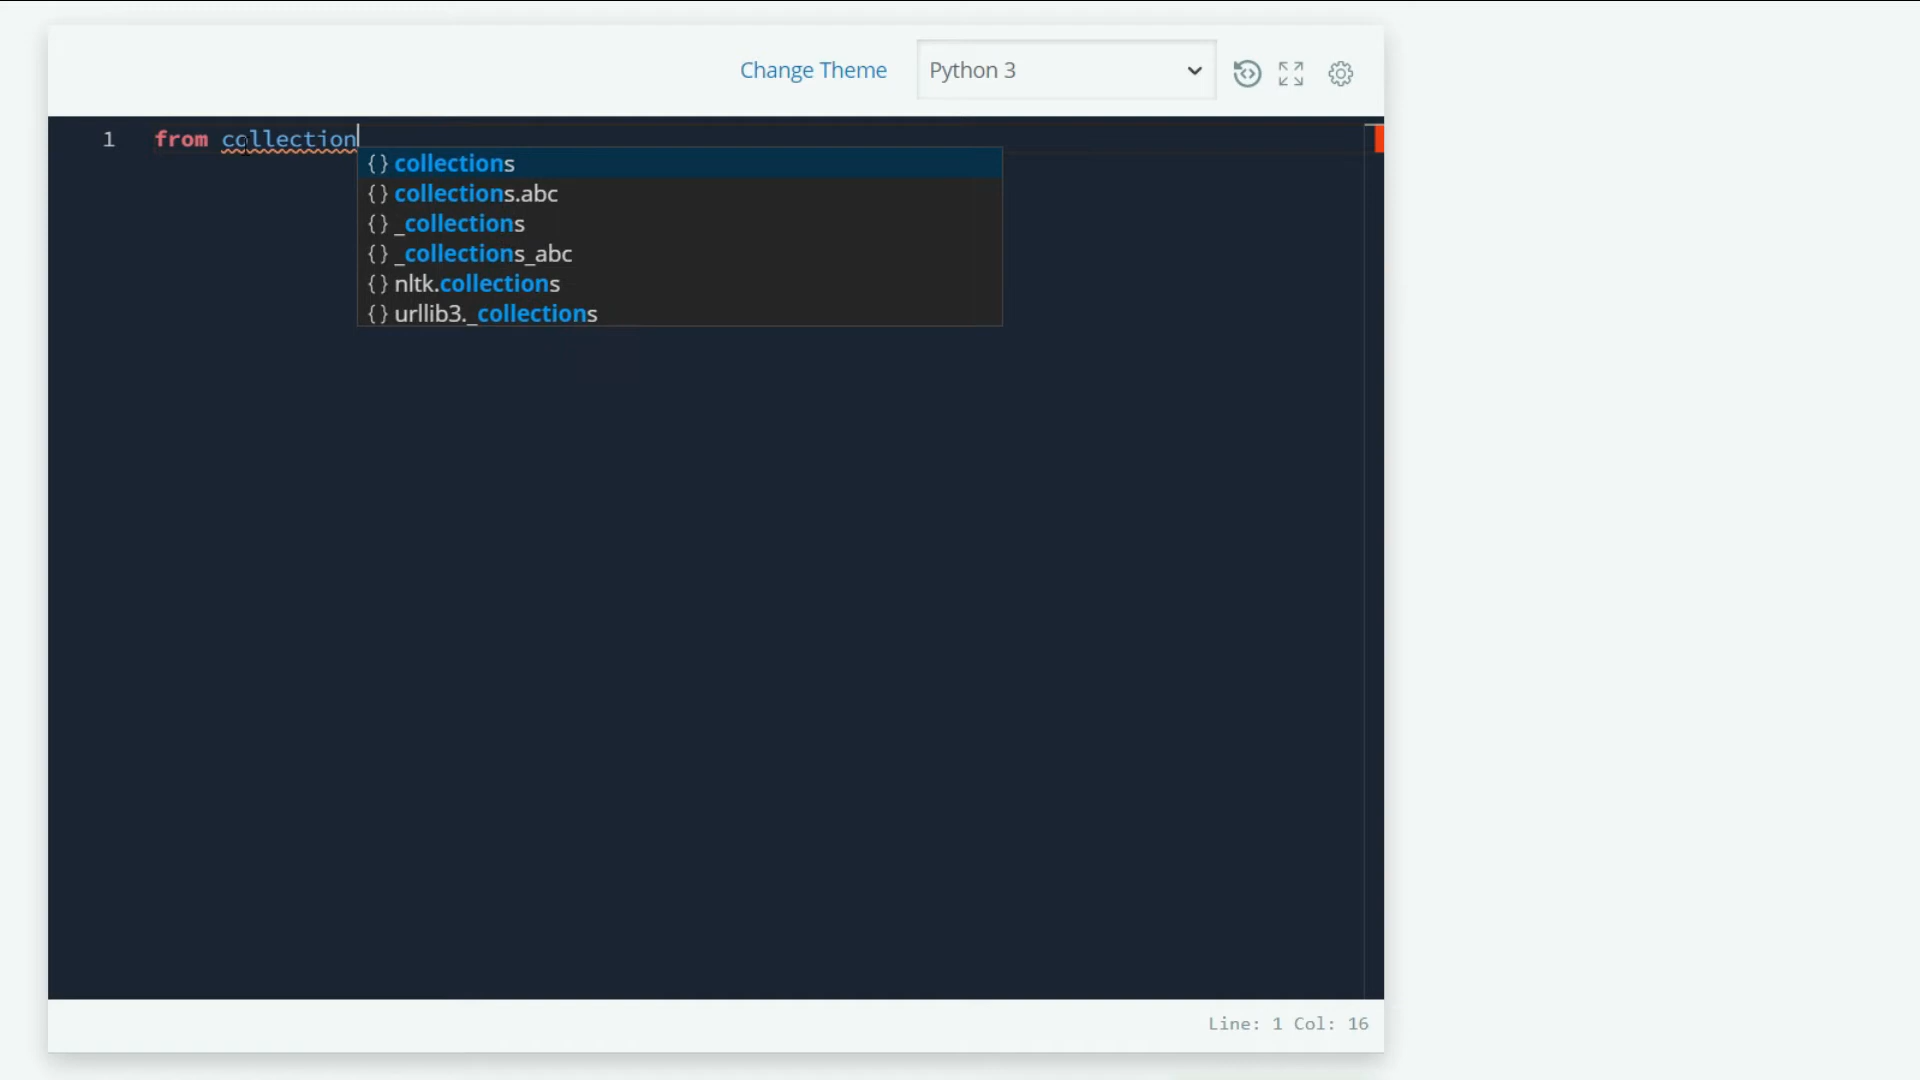 Change Theme Python 3
1 from collection
{} collections
{} collections.abc
{} _collections
{} _collections_abc
{} nltk.collections
{} urllib3._collections
Line: 1 Col: 16